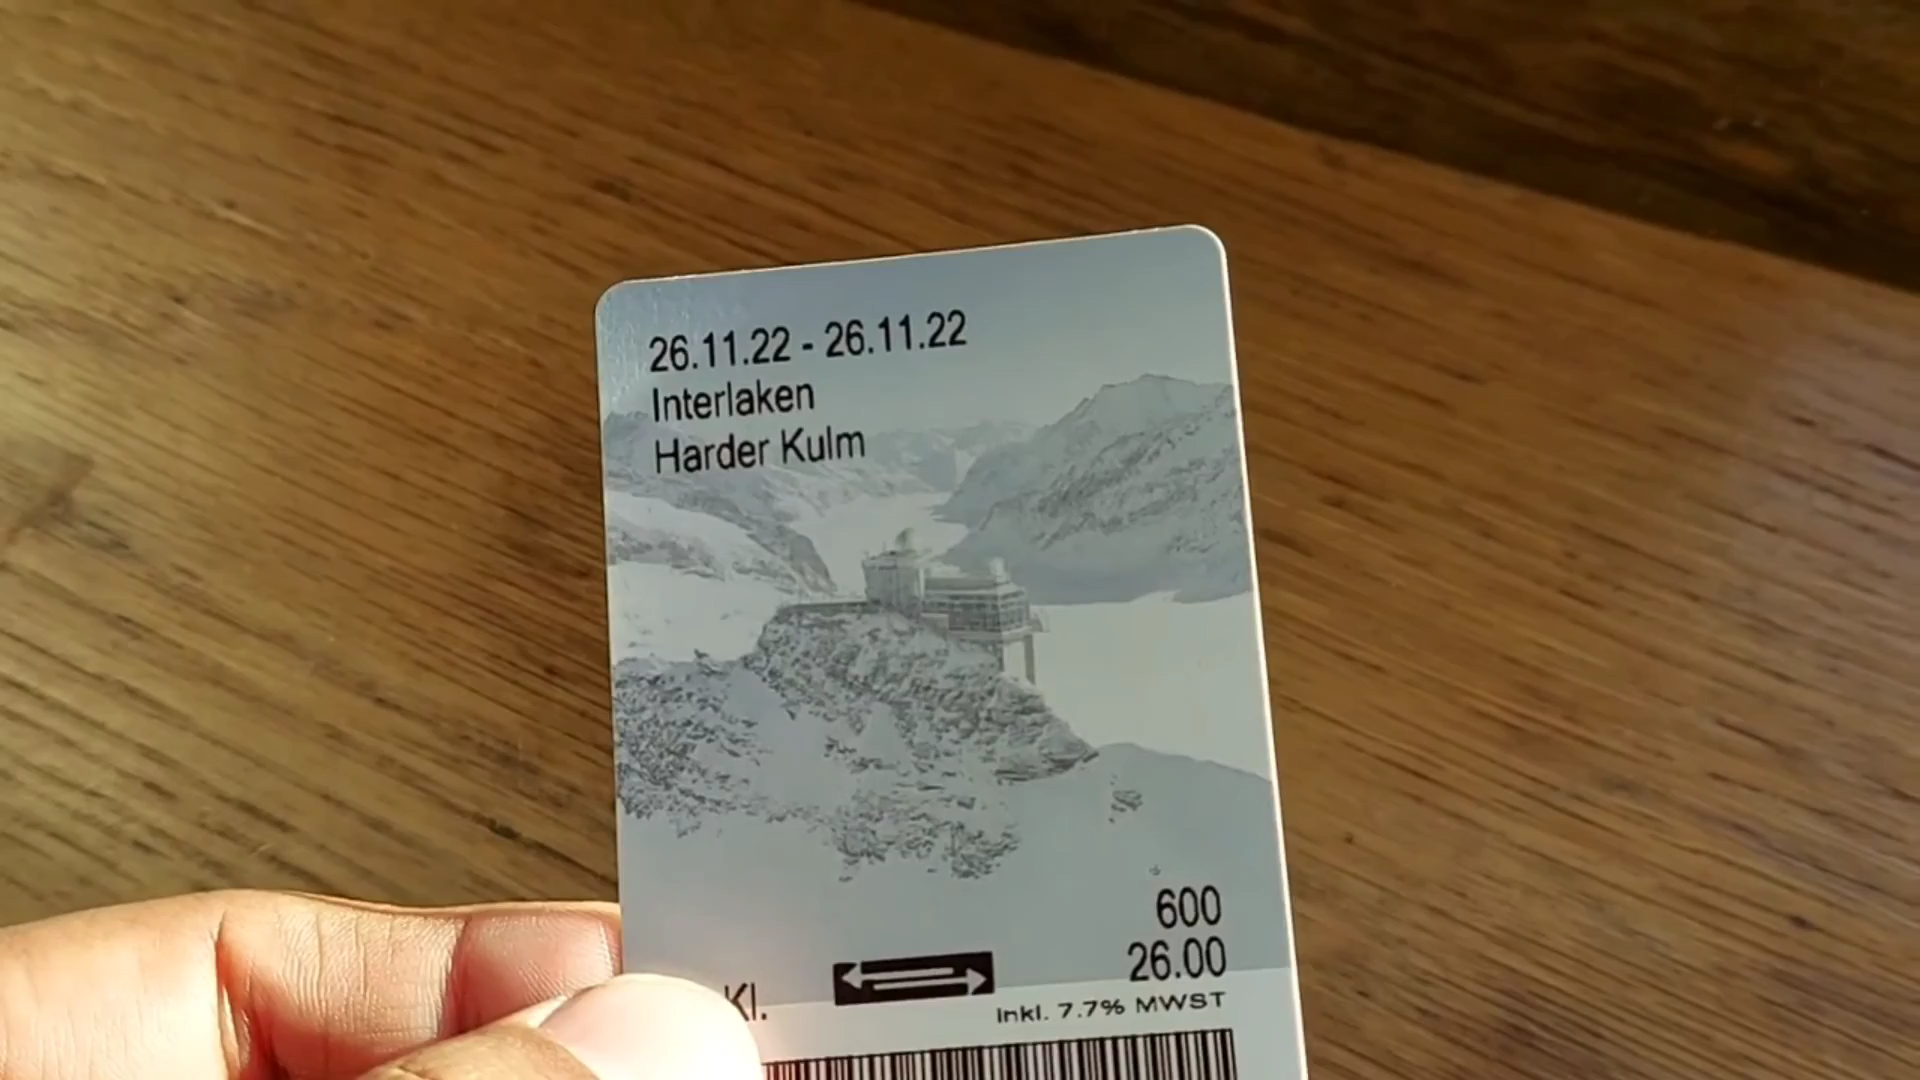 26.11.22 - 26.11.22
Interlaken
Harder Kulm
600
26.00
Kl.
Inkl. 7.7% MWST